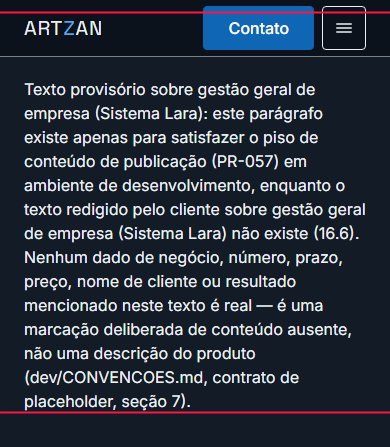 ARTZAN
Contato
Texto provisório sobre gestão geral de
empresa (Sistema Lara): este parágrafo
existe apenas para satisfazer o piso de
conteúdo de publicação (PR-057) em
ambiente de desenvolvimento, enquanto o
texto redigido pelo cliente sobre gestão geral
de empresa (Sistema Lara) não existe (16.6).
Nenhum dado de negócio, número, prazo,
preço, nome de cliente ou resultado
mencionado neste texto é real — é uma
marcação deliberada de conteúdo ausente,
não uma descrição do produto
(dev/CONVENCOES.md, contrato de
placeholder, seção 7).